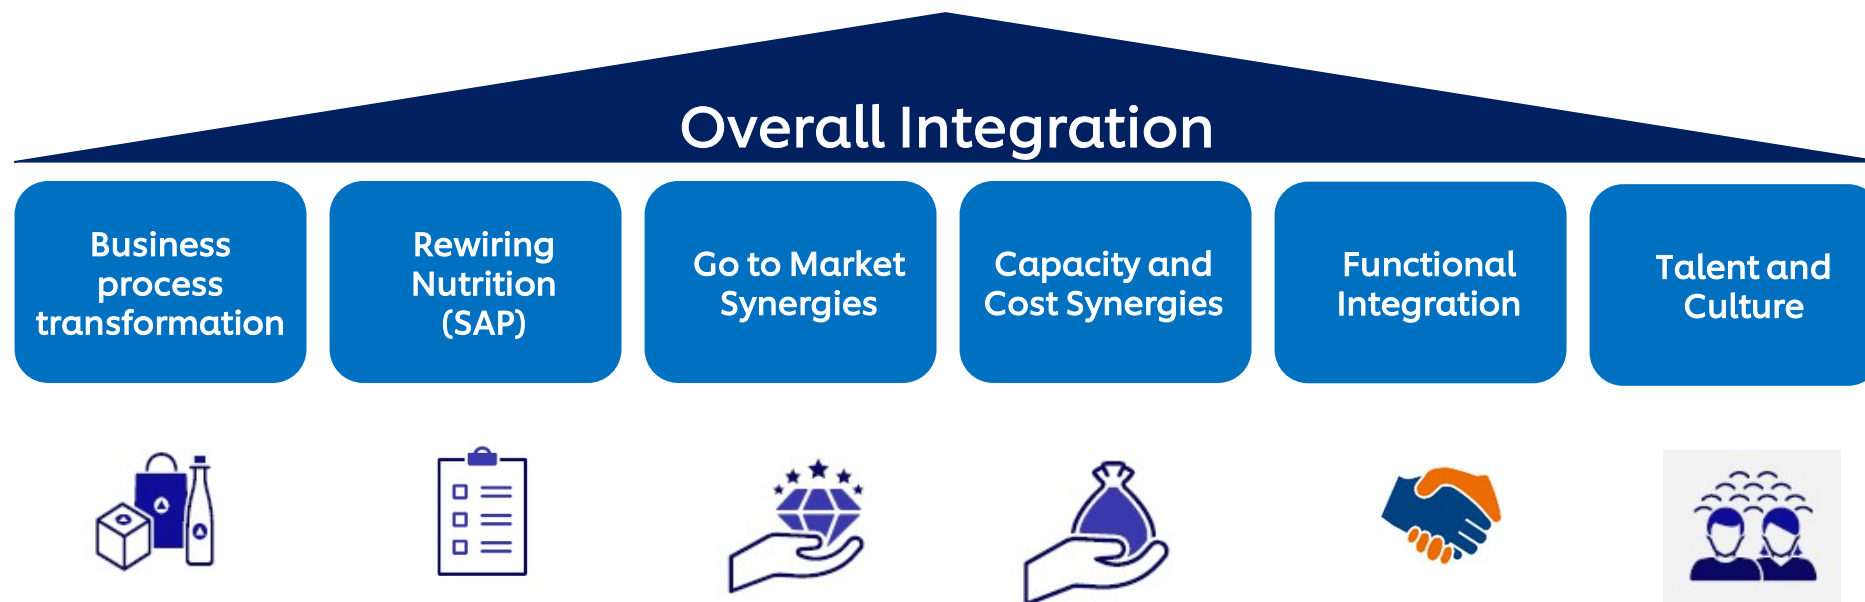 Overall Integration
Business
process
transformation
Rewiring
Nutrition
(SAP)
Go to Market
Synergies
Capacity and
Cost Synergies
Functional
Integration
Talent and
Culture